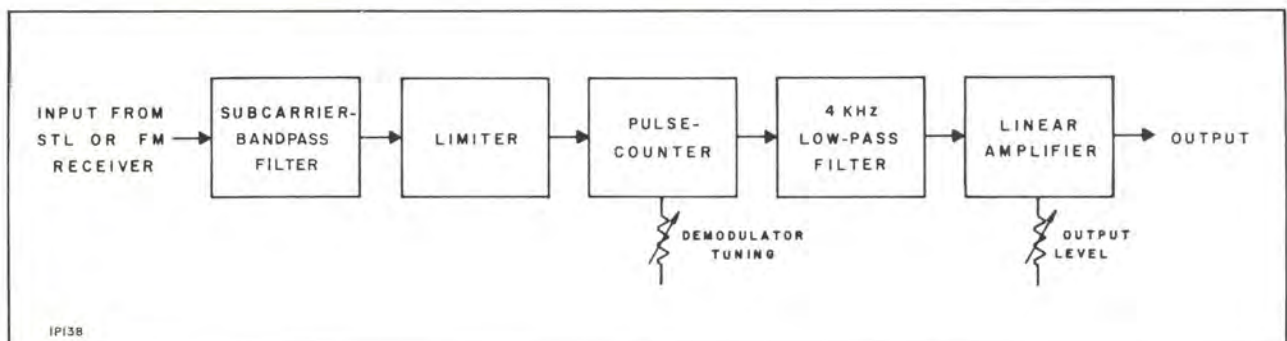 INPUT FROM
STL OR FM
RECEIVER
SUBCARRIER-
BANDPASS
FILTER
LIMITER
PULSE-
COUNTER
4 KHz
LOW-PASS
FILTER
LINEAR
AMPLIFIER
OUTPUT
DEMODULATOR
TUNING
OUTPUT
LEVEL
IPI38